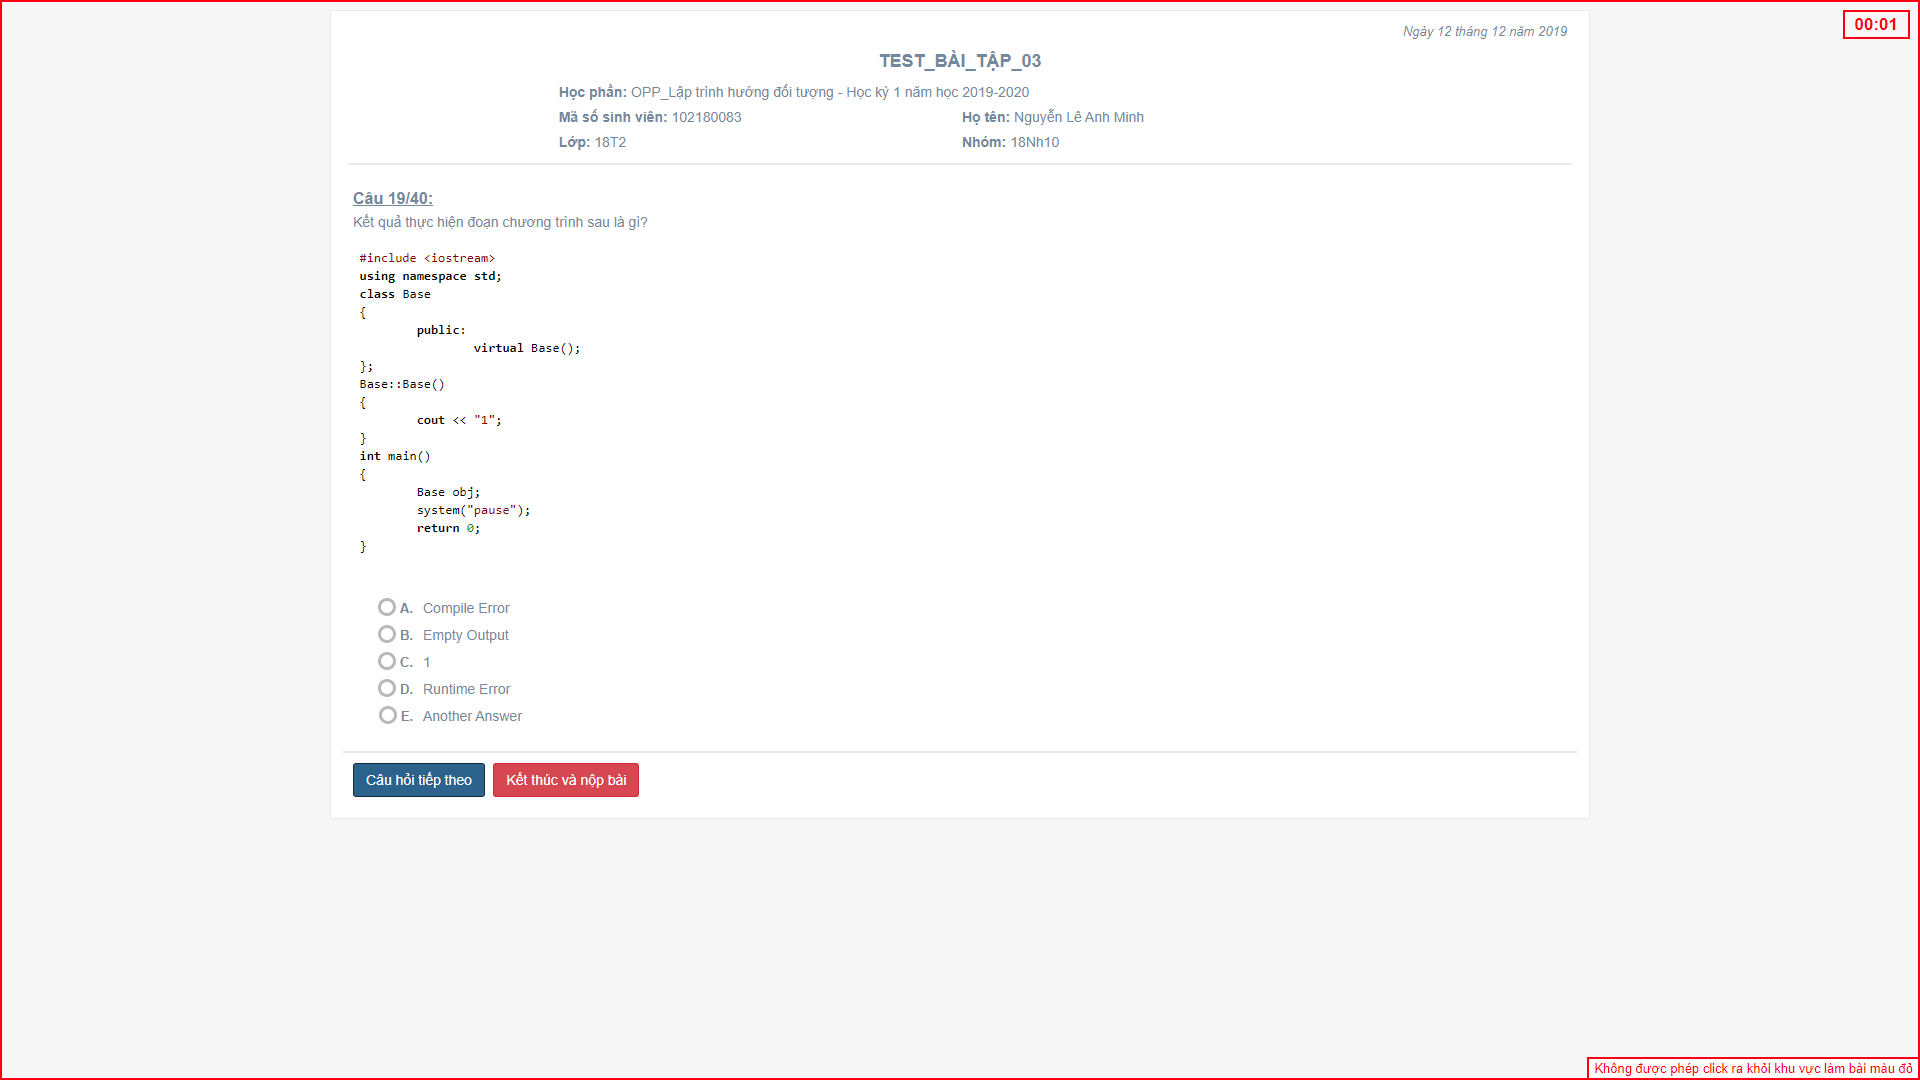 00:01
Ngày 12 tháng 12 năm 2019
TEST_BÀI_TẬP_03
Học phần: OPP_Lập trình hướng đối tượng - Học kỳ 1 năm học 2019-2020
Mã số sinh viên: 102180083 Họ tên: Nguyễn Lê Anh Minh
Lớp: 18T2 Nhóm: 18Nh10
Câu 19/40:
Kết quả thực hiện đoạn chương trình sau là gì?
#include <iostream>
using namespace std;
class Base
{
public:
virtual Base();
};
Base::Base()
{
cout << "1";
}
int main()
{
Base obj;
system("pause");
return 0;
}
A. Compile Error
B. Empty Output
C. 1
D. Runtime Error
E. Another Answer
Câu hỏi tiếp theo Kết thúc và nộp bài
Không được phép click ra khỏi khu vực làm bài màu đỏ